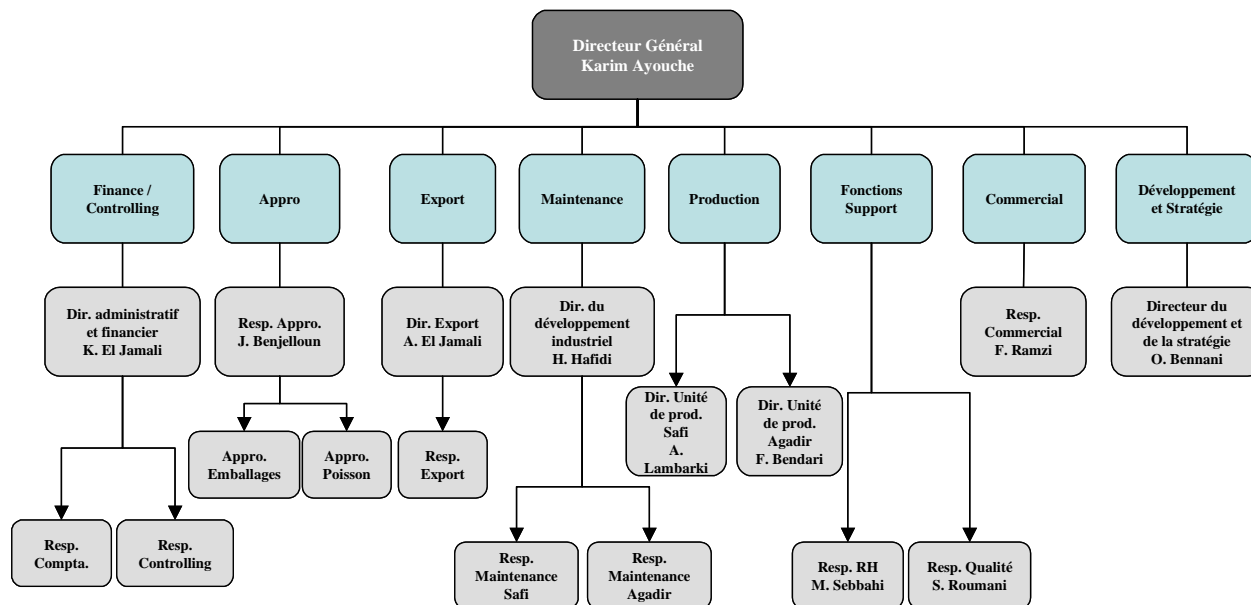 Directeur Général
Karim Ayouche
Finance /
Controlling
Appro
Export
Maintenance
Production
Fonctions
Support
Commercial
Développement
et Stratégie
Dir. administratif
et financier
K. El Jamali
Resp. Appro.
J. Benjelloun
Dir. Export
A. El Jamali
Dir. du
développement
industriel
H. Hafidi
Resp.
Commercial
F. Ramzi
Directeur du
développement et
de la stratégie
O. Bennani
Dir. Unité
de prod.
Safi
A.
Lambarki
Dir. Unité
de prod.
Agadir
F. Bendari
Appro.
Emballages
Appro.
Poisson
Resp.
Export
Resp.
Compta.
Resp.
Controlling
Resp.
Maintenance
Safi
Resp.
Maintenance
Agadir
Resp. RH
M. Sebbahi
Resp. Qualité
S. Roumani